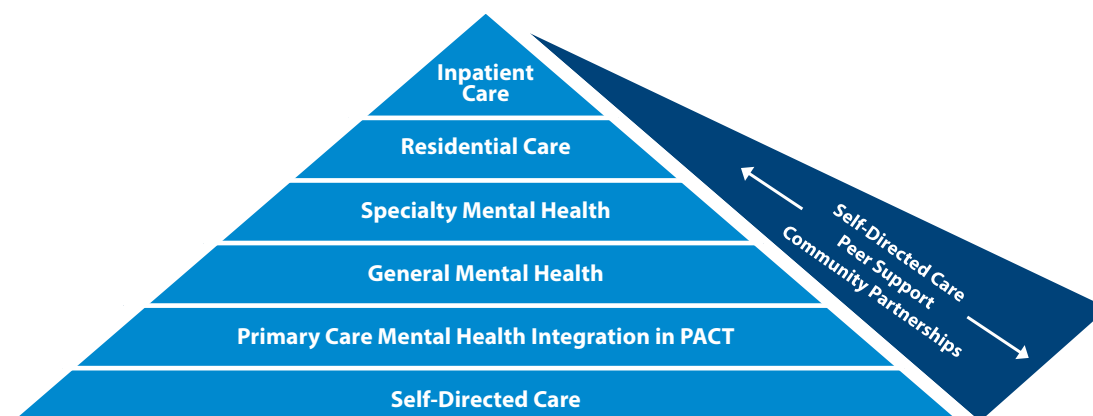 Inpatient
Care
Residential Care
Specialty Mental Health
General Mental Health
Primary Care Mental Health Integration in PACT
Self-Directed Care
Self-Directed Care
Peer Support
Community Partnerships